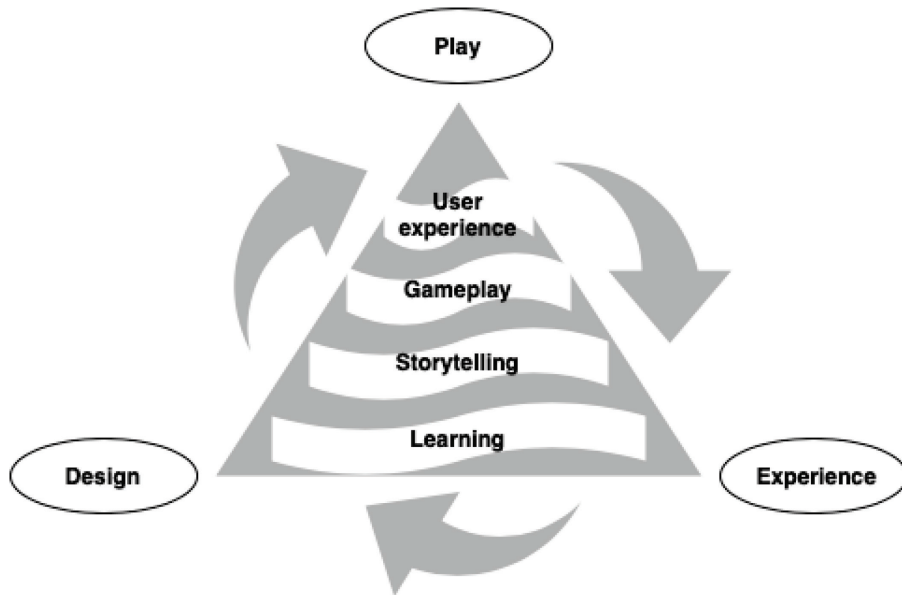 Play
User
experience
Gameplay
Storytelling
Learning
Design
Experience